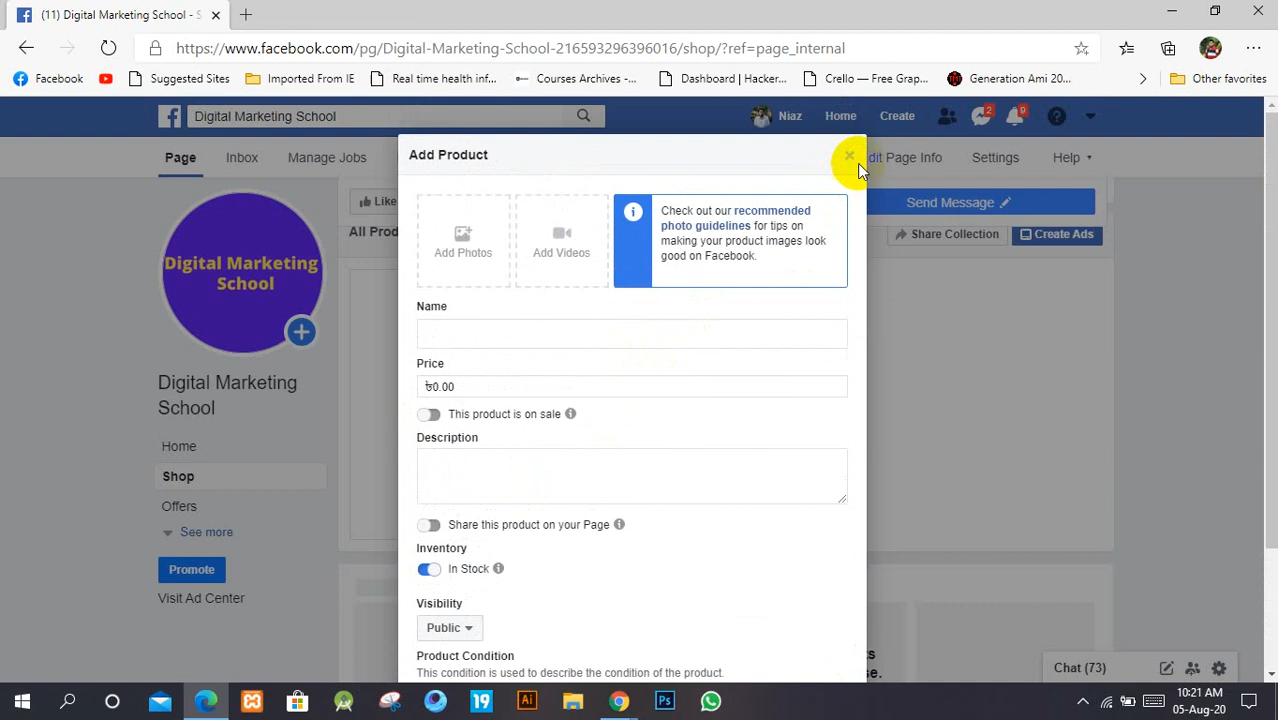 (11) Digital Marketing School - S
https://www.facebook.com/pg/Digital-Marketing-School-216593296396016/shop/?ref=page_internal
Facebook
Suggested Sites
Imported From IE
Real time health inf...
Courses Archives -...
Dashboard | Hacker...
Crello — Free Grap...
Generation Ami 20...
Other favorites
Digital Marketing School
Niaz
Home
Create
2
9
Page
Inbox
Manage Jobs
Edit Page Info
Settings
Help
Add Product
Digital Marketing
School
Digital Marketing
School
Home
Shop
Offers
See more
Promote
Visit Ad Center
Like
All Prod
Send Message
Share Collection
Create Ads
Add Photos
Add Videos
Check out our recommended
photo guidelines for tips on
making your product images look
good on Facebook.
Name
Price
৳0.00
This product is on sale
Description
Share this product on your Page
Inventory
In Stock
Visibility
Public
Product Condition
This condition is used to describe the condition of the product.
Chat (73)
19
Ai
Ps
10:21 AM
05-Aug-20